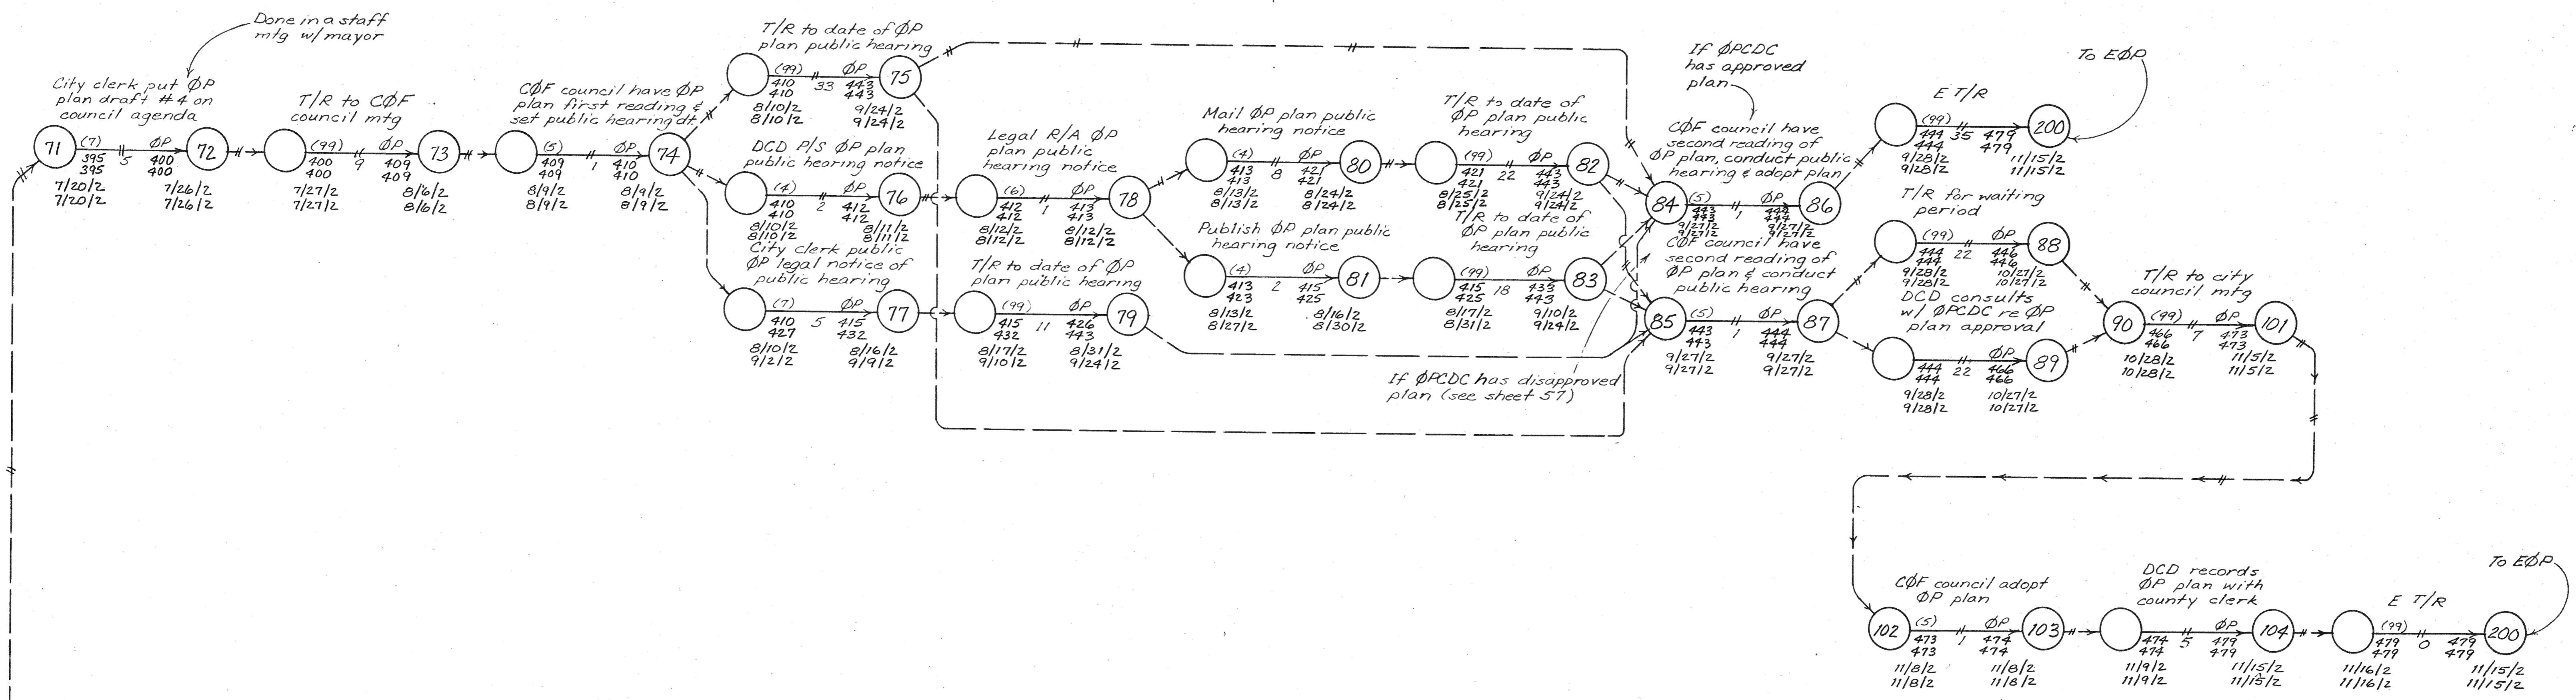 Done in a staff
mtg w/ mayor
City clerk put ØP
plan draft #4 on
council agenda
71
(7)
ØP
72
395
5
400
395
400
7/20/2
7/26/2
7/20/2
7/26/2
T/R to CØF
council mtg
(99)
ØP
73
400
9
409
400
409
7/27/2
8/6/2
7/27/2
8/6/2
CØF council have ØP
plan first reading &
set public hearing dt.
(5)
ØP
74
409
1
410
409
410
8/9/2
8/9/2
8/9/2
8/9/2
T/R to date of ØP
plan public hearing
(99)
ØP
75
410
33
443
410
443
8/10/2
9/24/2
8/10/2
9/24/2
DCD P/S ØP plan
public hearing notice
(4)
ØP
76
410
2
412
410
412
8/10/2
8/11/2
8/10/2
8/11/2
City clerk public
ØP legal notice of
public hearing
(7)
ØP
77
410
5
415
427
432
8/10/2
8/16/2
9/2/2
9/9/2
Legal R/A ØP
plan public
hearing notice
(6)
ØP
78
412
1
413
412
413
8/12/2
8/12/2
8/12/2
8/12/2
T/R to date of ØP
plan public hearing
(99)
ØP
79
415
11
426
432
443
8/17/2
8/31/2
9/10/2
9/24/2
Mail ØP plan public
hearing notice
(4)
ØP
80
413
8
421
413
421
8/13/2
8/24/2
8/13/2
8/24/2
Publish ØP plan public
hearing notice
(4)
ØP
81
413
2
415
423
425
8/13/2
8/16/2
8/27/2
8/30/2
T/R to date of
ØP plan public
hearing
(99)
ØP
82
421
22
443
421
443
8/25/2
9/24/2
8/25/2
9/24/2
T/R to date of
ØP plan public
hearing
(99)
ØP
83
415
18
433
425
443
8/17/2
9/10/2
8/31/2
9/24/2
If ØPCDC
has approved
plan
CØF council have
second reading of
ØP plan, conduct public
hearing & adopt plan
84
(5)
ØP
86
443
1
444
443
444
9/27/2
9/27/2
9/27/2
9/27/2
CØF council have
second reading of
ØP plan & conduct
public hearing
85
(5)
ØP
87
443
1
444
443
444
9/27/2
9/27/2
9/27/2
9/27/2
If ØPCDC has disapproved
plan (see sheet 57)
To EØP
E T/R
(99)
200
444
35
479
444
479
9/28/2
11/15/2
9/28/2
11/15/2
T/R for waiting
period
(99)
ØP
88
444
22
446
444
446
9/28/2
10/27/2
9/28/2
10/27/2
DCD consults
w/ ØPCDC re ØP
plan approval
ØP
89
444
22
466
444
466
9/28/2
10/27/2
9/28/2
10/27/2
T/R to city
council mtg
90
(99)
ØP
101
466
7
473
466
473
10/28/2
11/5/2
10/28/2
11/5/2
CØF council adopt
ØP plan
102
(5)
ØP
103
473
1
474
473
474
11/8/2
11/8/2
11/8/2
11/8/2
DCD records
ØP plan with
county clerk
ØP
104
474
5
479
474
479
11/9/2
11/15/2
11/9/2
11/15/2
To EØP
E T/R
(99)
200
479
0
479
479
479
11/16/2
11/15/2
11/16/2
11/15/2